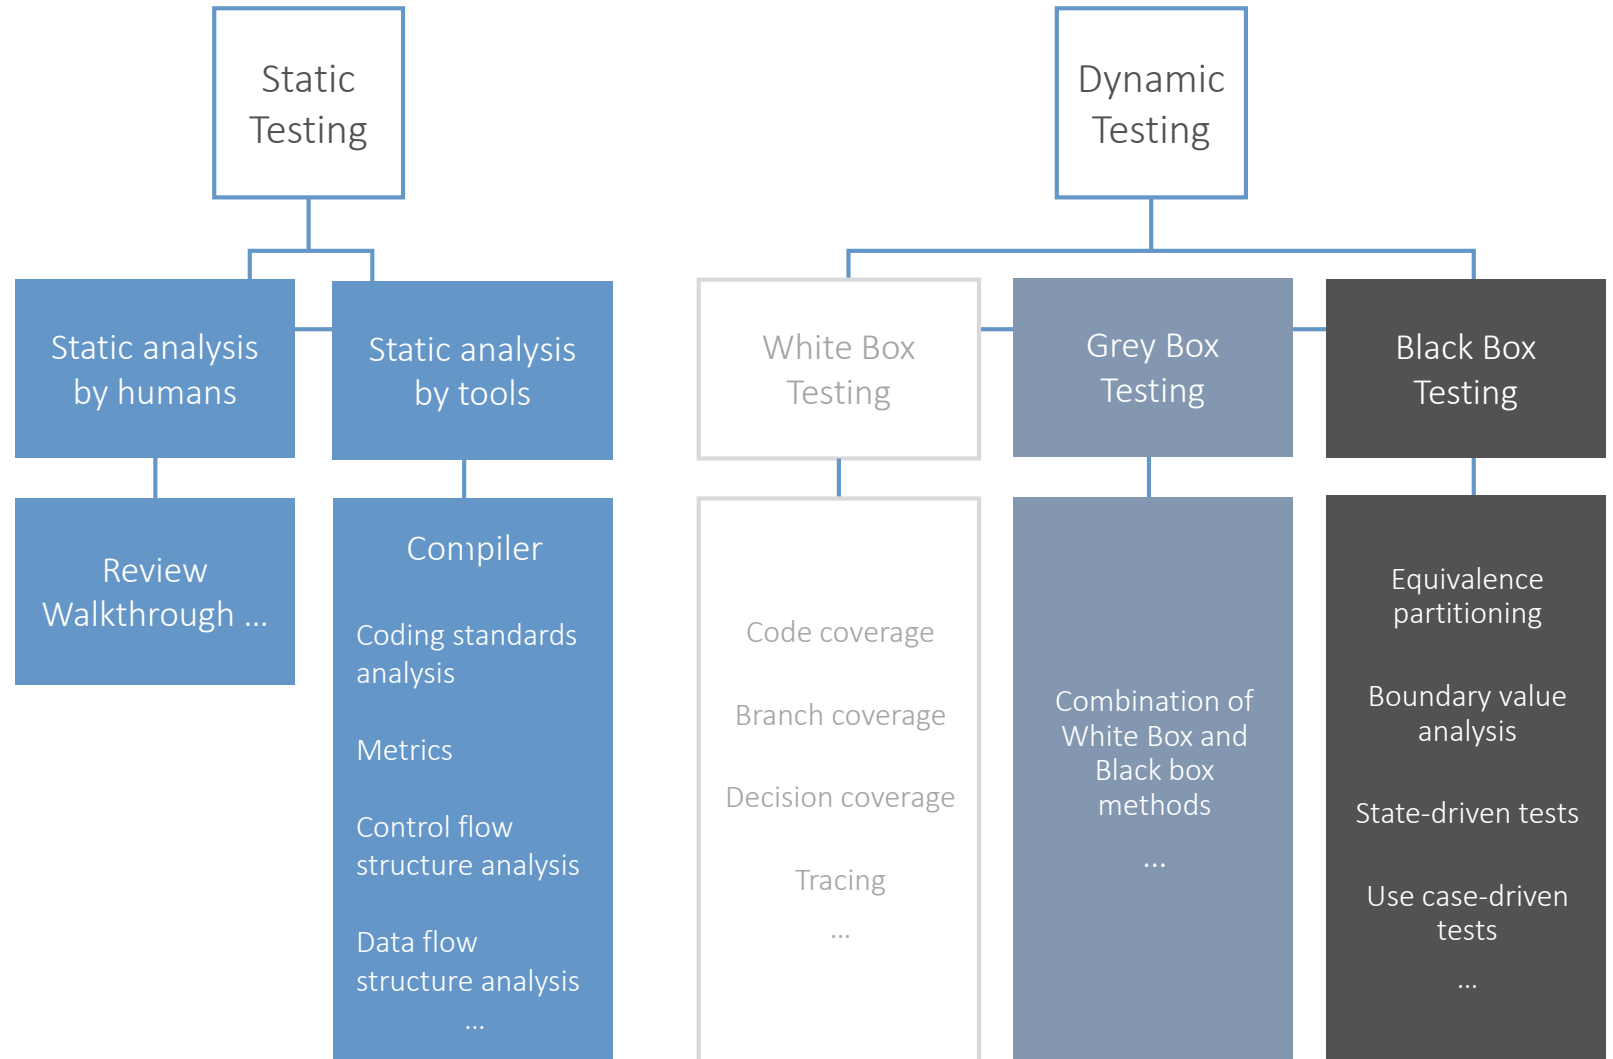 Static
Testing
Dynamic
Testing
Static analysis
by humans
Static analysis
by tools
White Box
Testing
Grey Box
Testing
Black Box
Testing
Review
Walkthrough ...
Compiler
Coding standards
analysis
Metrics
Control flow
structure analysis
Data flow
structure analysis
...
Code coverage
Branch coverage
Decision coverage
Tracing
...
Combination of
White Box and
Black box
methods
...
Equivalence
partitioning
Boundary value
analysis
State-driven tests
Use case-driven
tests
...